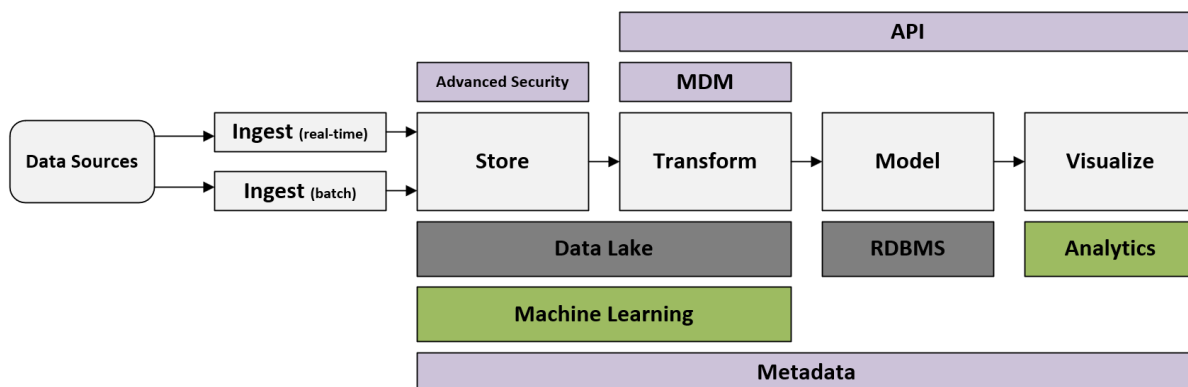 API
Advanced Security
MDM
Data Sources
Ingest (real-time)
Ingest (batch)
Store
Transform
Model
Visualize
Data Lake
RDBMS
Analytics
Machine Learning
Metadata